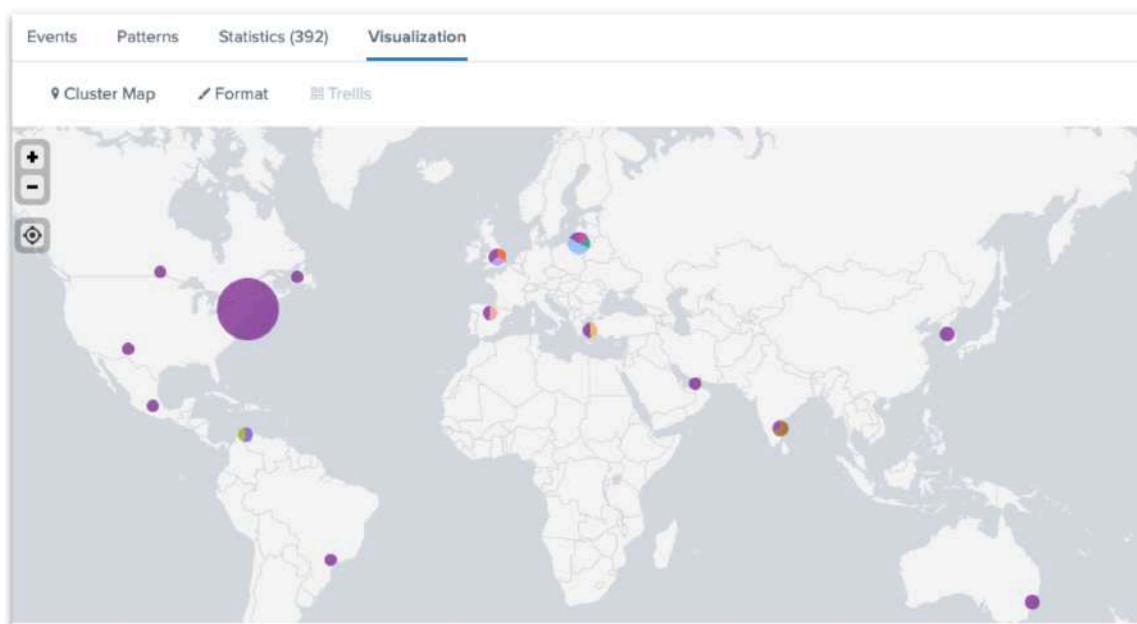 Events Patterns Statistics (392) Visualization
Cluster Map Format Trellis
+
−